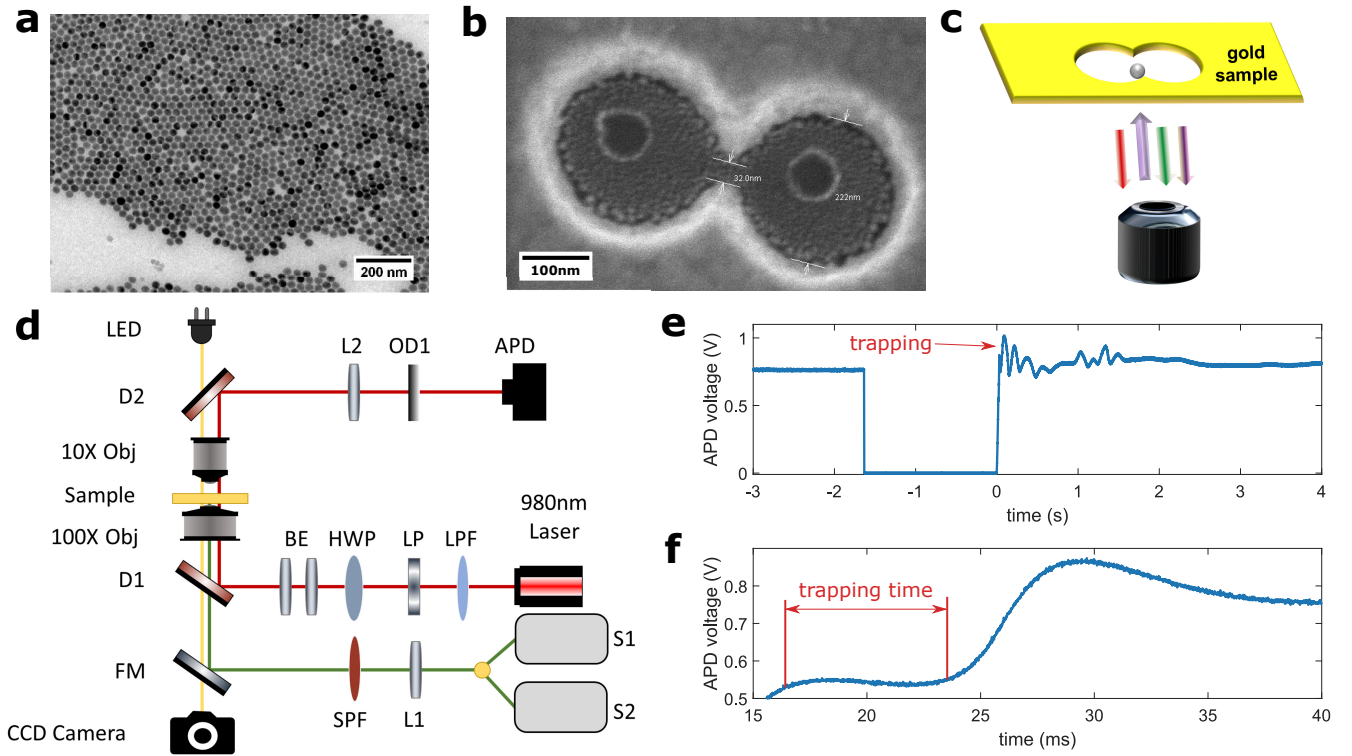 a
200 nm
b
32.0nm
222nm
100nm
c
gold
sample
d
LED
L2
OD1
APD
D2
10X Obj
Sample
100X Obj
980nm
Laser
BE
HWP
LP
LPF
D1
S1
FM
SPF
L1
S2
CCD Camera
e
APD voltage (V)
1
0.5
0
trapping
-3
-2
-1
0
1
2
3
4
time (s)
f
APD voltage (V)
0.8
0.7
0.6
0.5
trapping time
15
20
25
30
35
40
time (ms)